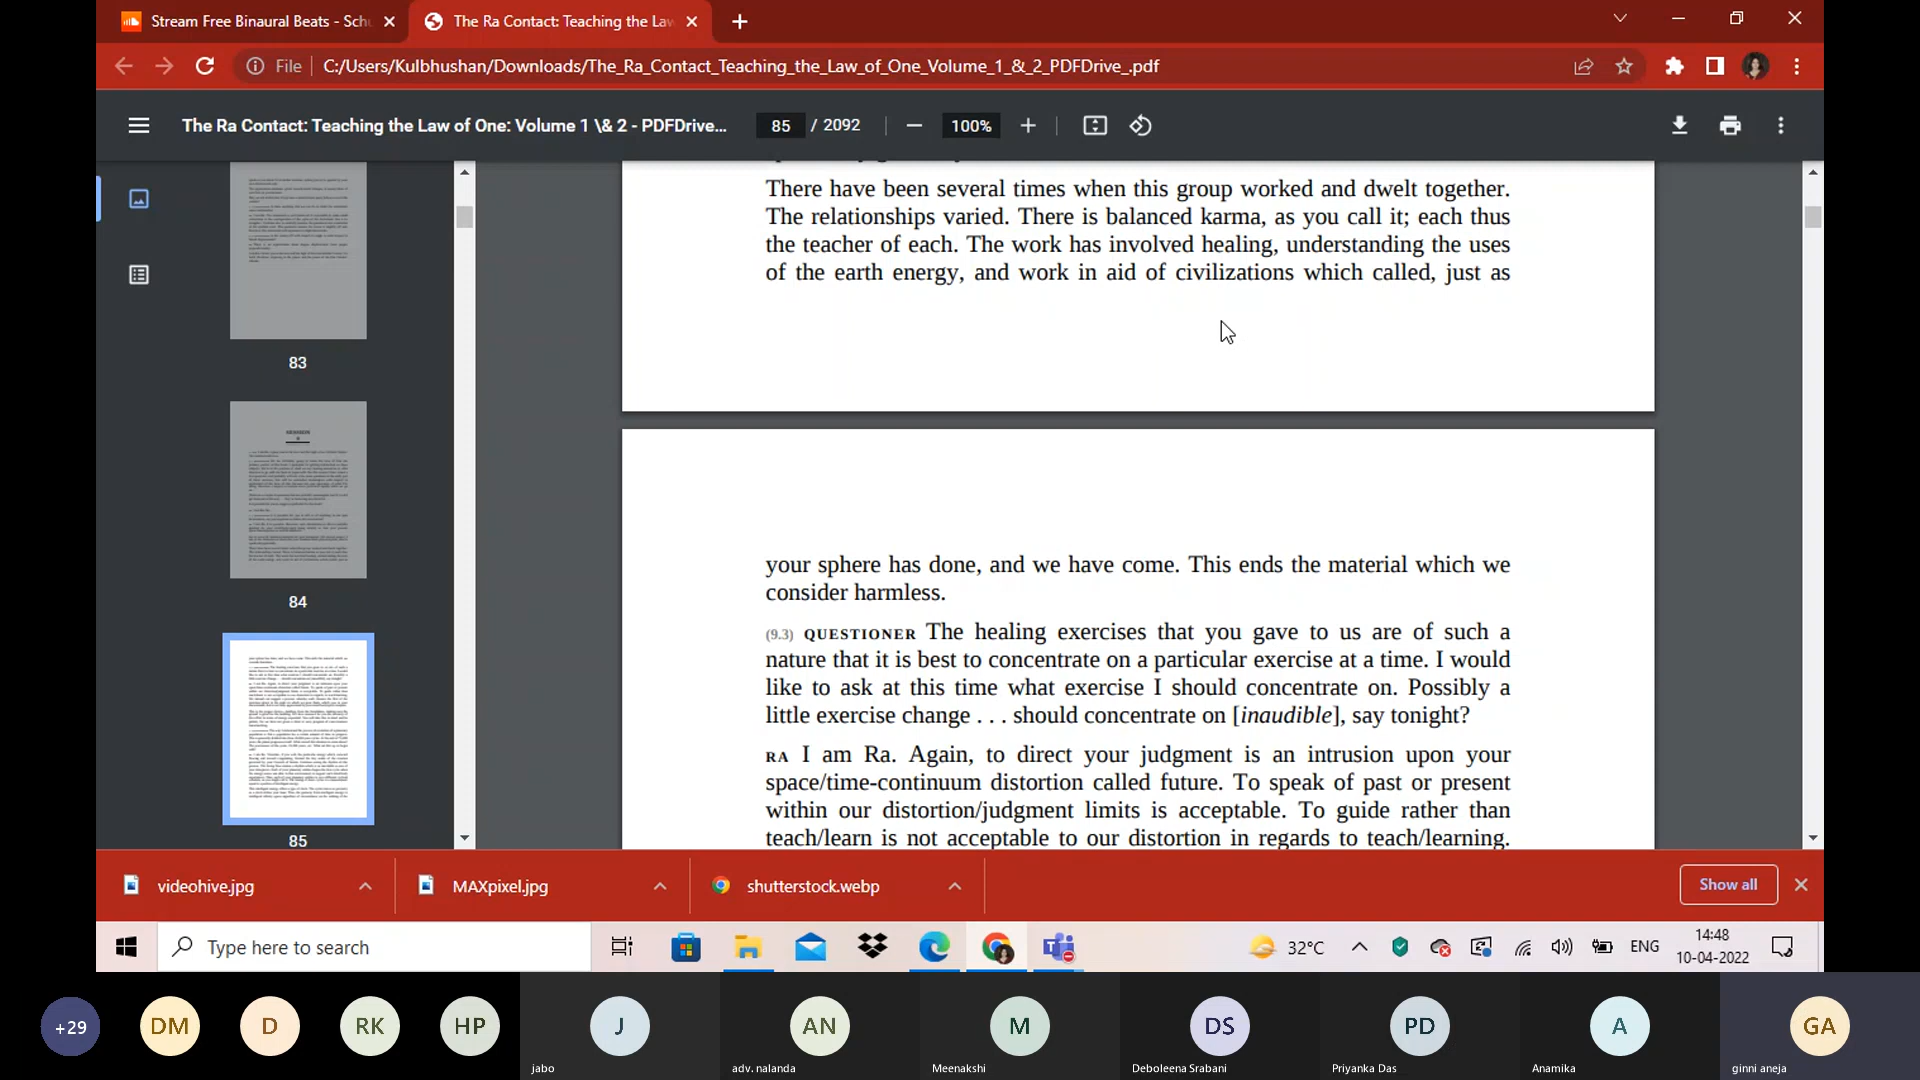 Stream Free Binaural Beats - Sch
The Ra Contact: Teaching the Law
File
C:/Users/Kulbhushan/Downloads/The_Ra_Contact_Teaching_the_Law_of_One_Volume_1_&_2_PDFDrive_.pdf
The Ra Contact: Teaching the Law of One: Volume 1 \& 2 - PDFDrive...
85 / 2092
100%
83
84
85
There have been several times when this group worked and dwelt together.
The relationships varied. There is balanced karma, as you call it; each thus
the teacher of each. The work has involved healing, understanding the uses
of the earth energy, and work in aid of civilizations which called, just as
your sphere has done, and we have come. This ends the material which we
consider harmless.
(9.3) QUESTIONER The healing exercises that you gave to us are of such a
nature that it is best to concentrate on a particular exercise at a time. I would
like to ask at this time what exercise I should concentrate on. Possibly a
little exercise change . . . should concentrate on [inaudible], say tonight?
RA I am Ra. Again, to direct your judgment is an intrusion upon your
space/time-continuum distortion called future. To speak of past or present
within our distortion/judgment limits is acceptable. To guide rather than
teach/learn is not acceptable to our distortion in regards to teach/learning.
videohive.jpg
MAXpixel.jpg
shutterstock.webp
Show all
Type here to search
32°C
ENG
14:48
10-04-2022
+29
DM
D
RK
HP
J
AN
M
DS
PD
A
GA
jabo
adv. nalanda
Meenakshi
Deboleena Srabani
Priyanka Das
Anamika
ginni aneja